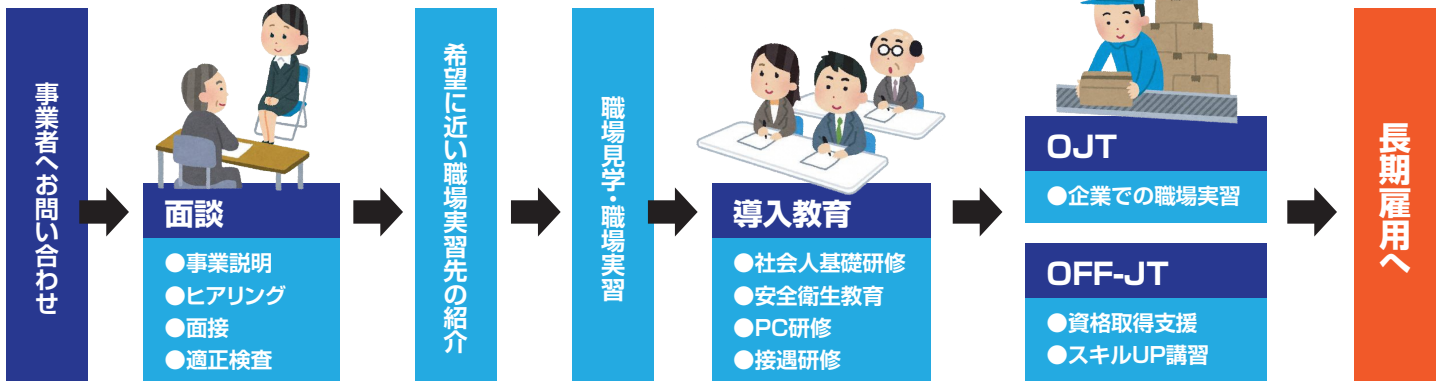 事業者へお問い合わせ
面談
●事業説明
●ヒアリング
●面接
●適正検査
希望に近い職場実習先の紹介
職場見学・職場実習
導入教育
●社会人基礎研修
●安全衛生教育
●PC研修
●接遇研修
OJT
●企業での職場実習
OFF-JT
●資格取得支援
●スキルUP講習
長期雇用へ